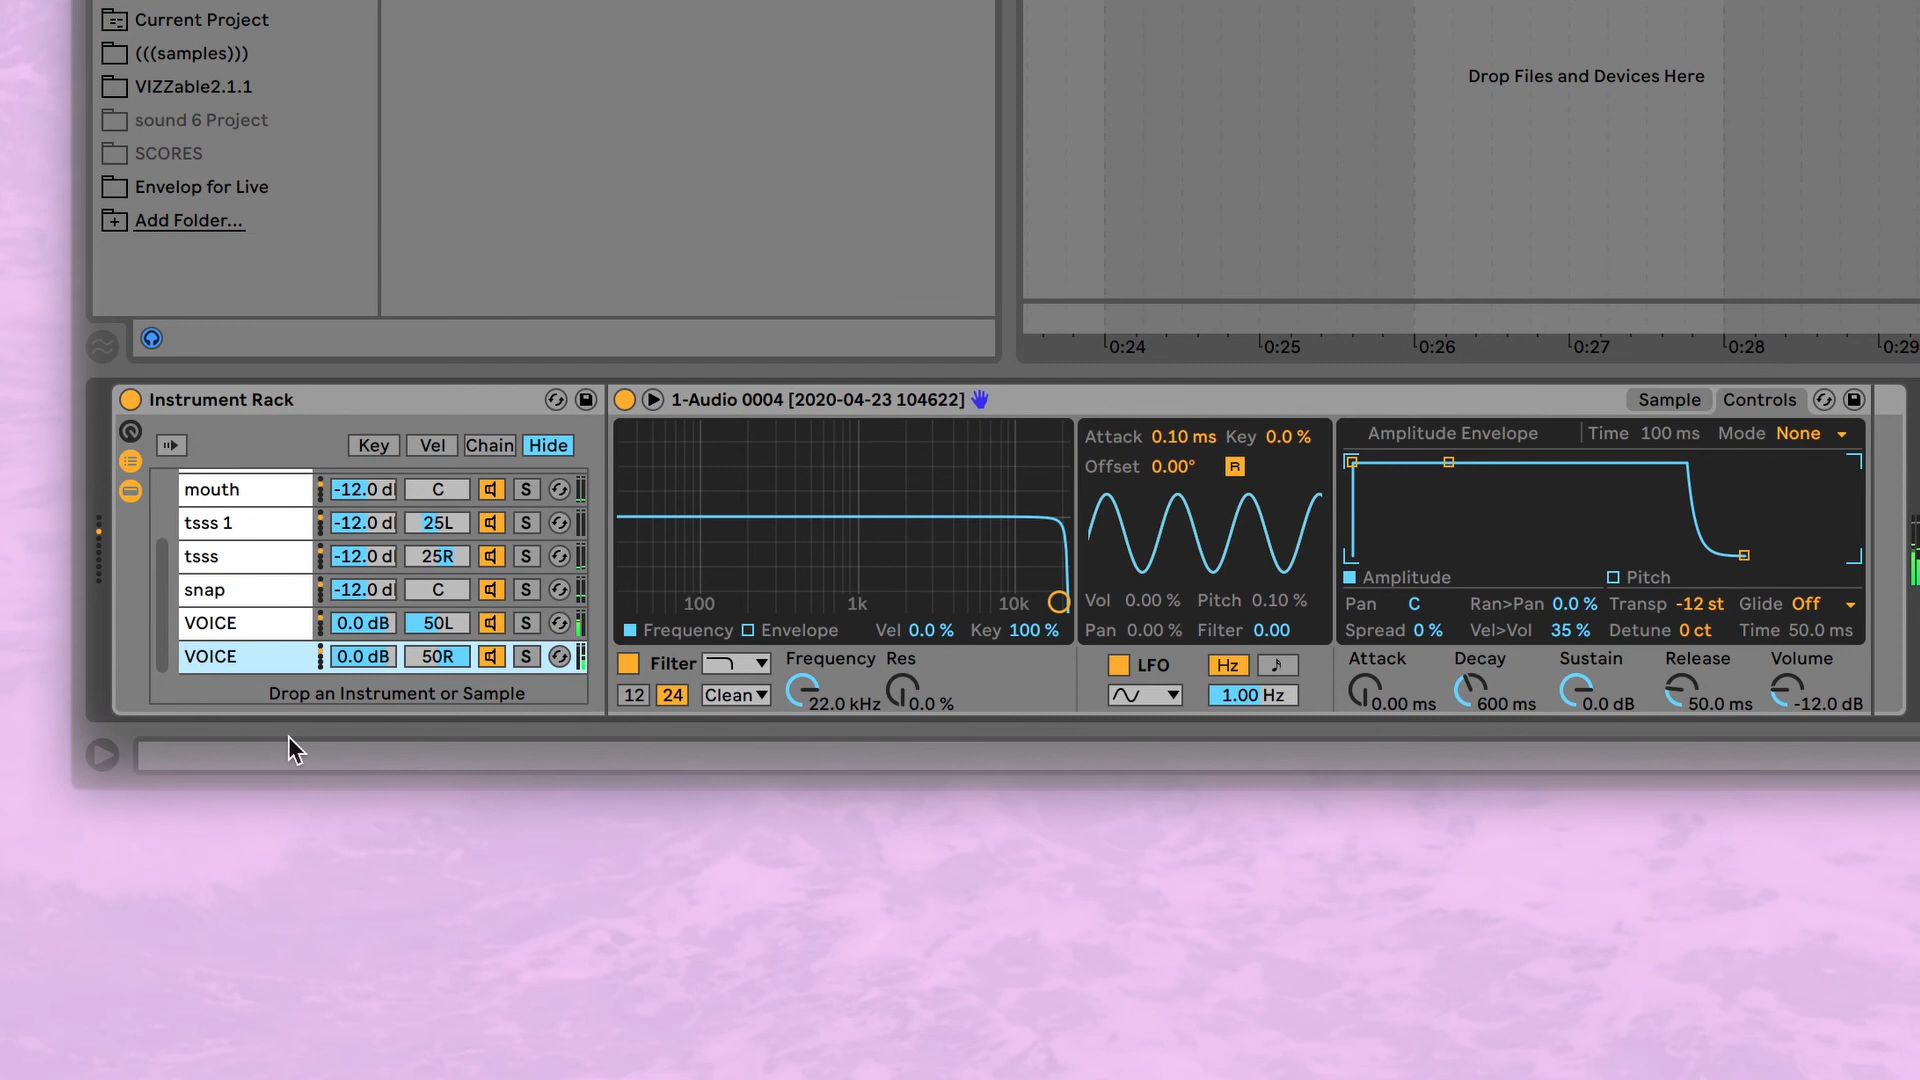 Current Project
(((samples)))
VIZZable2.1.1
sound 6 Project
SCORES
Envelop for Live
Add Folder...
Drop Files and Devices Here
0:24 0:25 0:26 0:27 0:28 0:29
Instrument Rack
Key Vel Chain Hide
mouth -12.0 d C S
tsss 1 -12.0 d 25L S
tsss -12.0 d 25R S
snap -12.0 d C S
VOICE 0.0 dB 50L S
VOICE 0.0 dB 50R S
Drop an Instrument or Sample
1-Audio 0004 [2020-04-23 104622]
Sample Controls
100 1k 10k
Frequency Envelope Vel 0.0 % Key 100 %
Filter
12 24 Clean
Frequency Res
22.0 kHz 0.0 %
Attack 0.10 ms Key 0.0 %
Offset 0.00° R
Vol 0.00 % Pitch 0.10 %
Pan 0.00 % Filter 0.00
LFO Hz
1.00 Hz
Amplitude Envelope Time 100 ms Mode None
Amplitude Pitch
Pan C Ran>Pan 0.0 % Transp -12 st Glide Off
Spread 0 % Vel>Vol 35 % Detune 0 ct Time 50.0 ms
Attack Decay Sustain Release Volume
0.00 ms 600 ms 0.0 dB 50.0 ms -12.0 dB